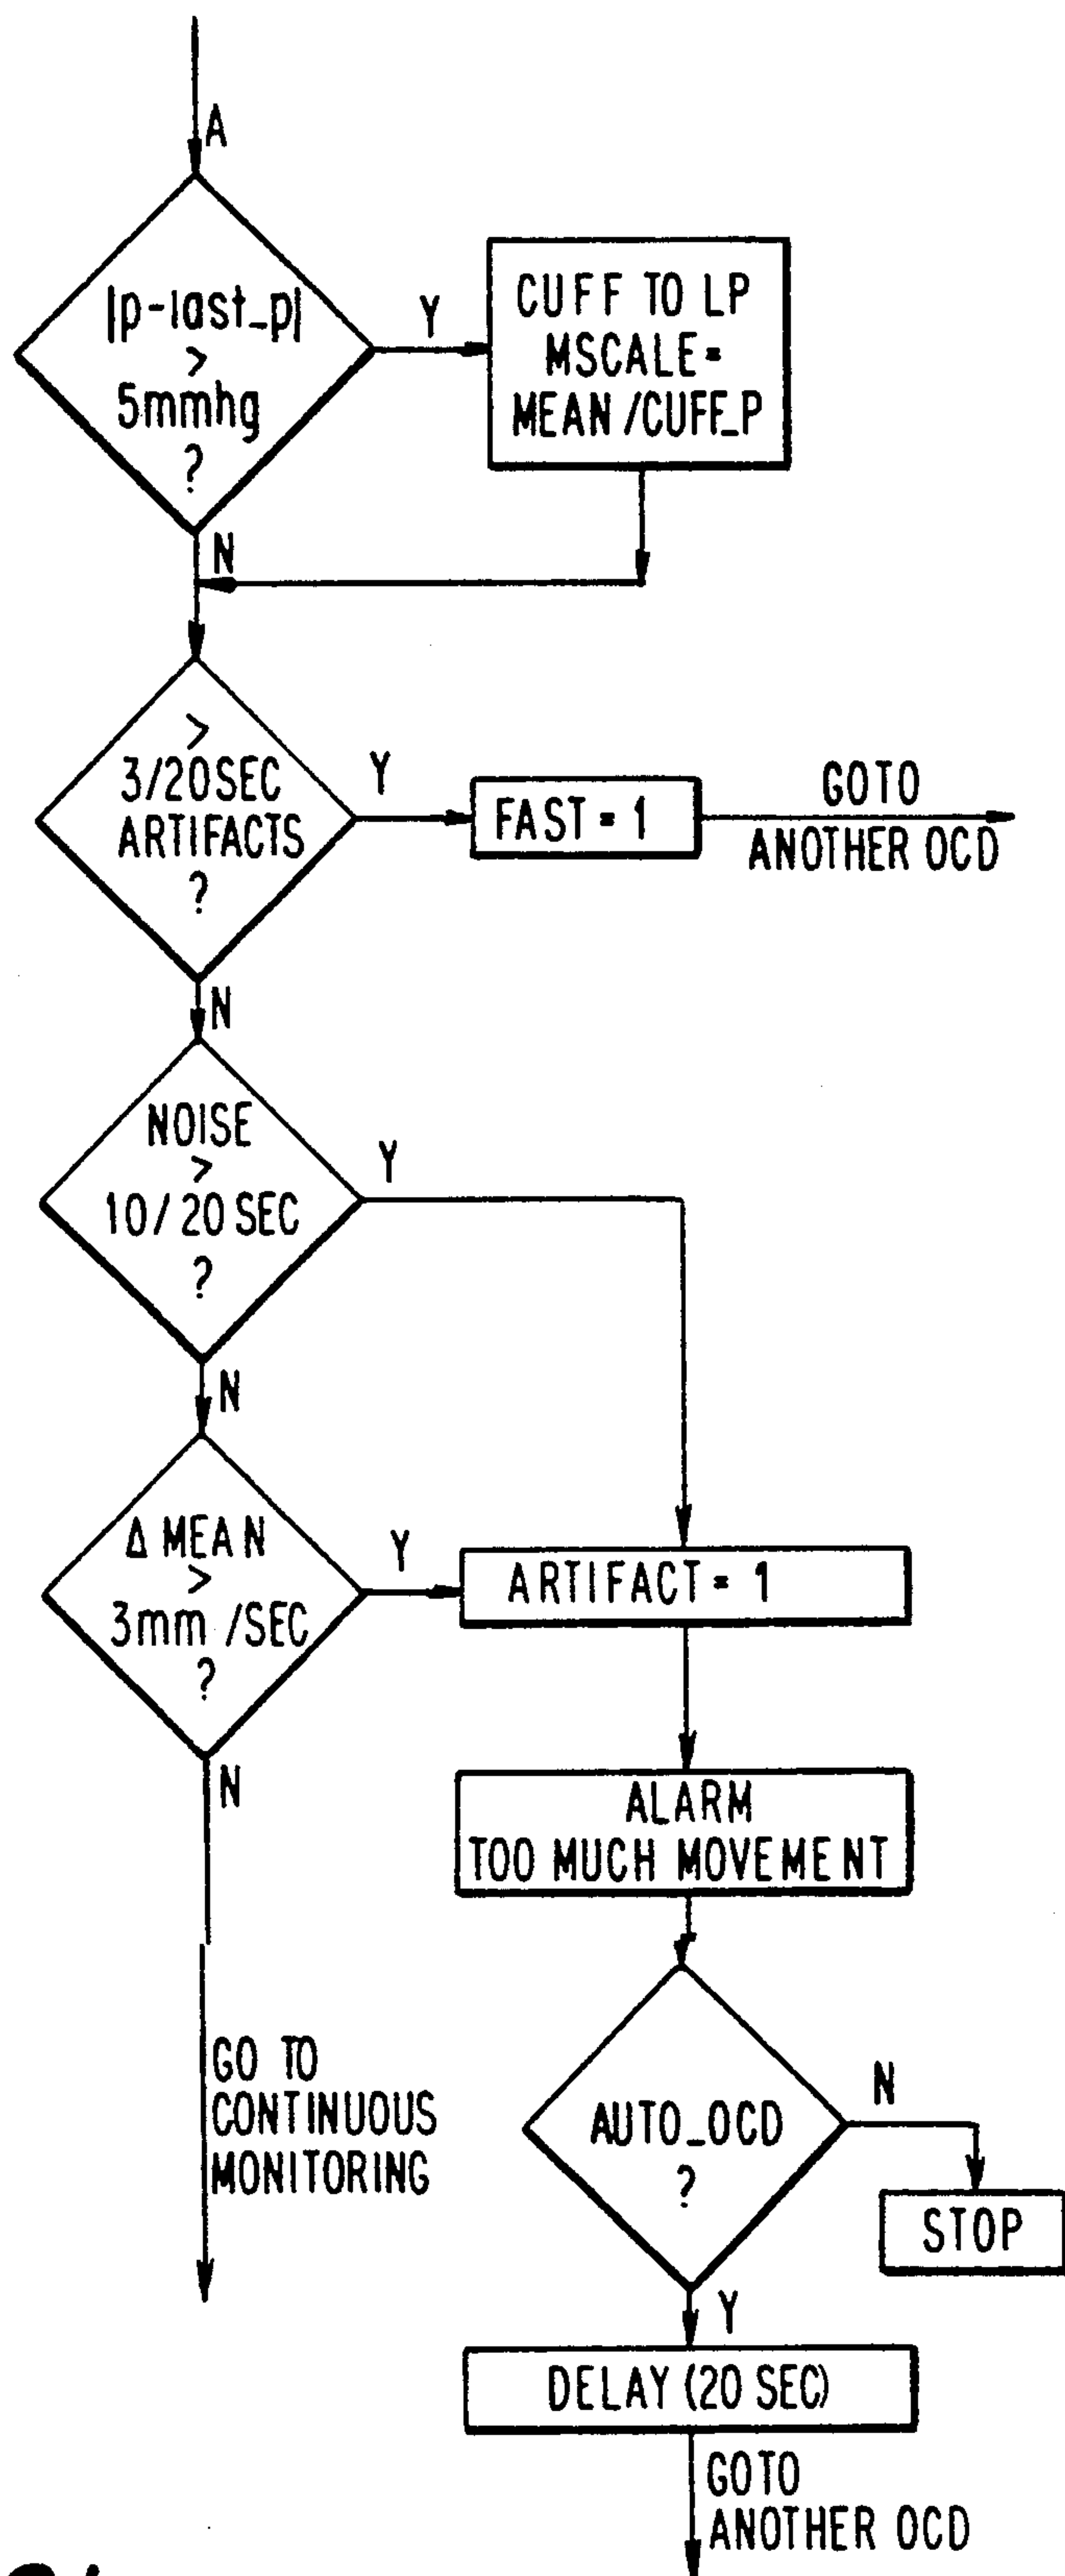 A
|p-last_p|
>
5mmhg
?
Y
CUFF TO LP
MSCALE=
MEAN/CUFF_P
N
>
3/20SEC
ARTIFACTS
?
Y
FAST = 1
GOTO
ANOTHER OCD
N
NOISE
>
10/20 SEC
?
Y
N
Δ MEAN
>
3mm /SEC
?
Y
ARTIFACT = 1
N
ALARM
TOO MUCH MOVEMENT
GO TO
CONTINUOUS
MONITORING
AUTO_OCD
?
N
STOP
Y
DELAY (20 SEC)
GOTO
ANOTHER OCD